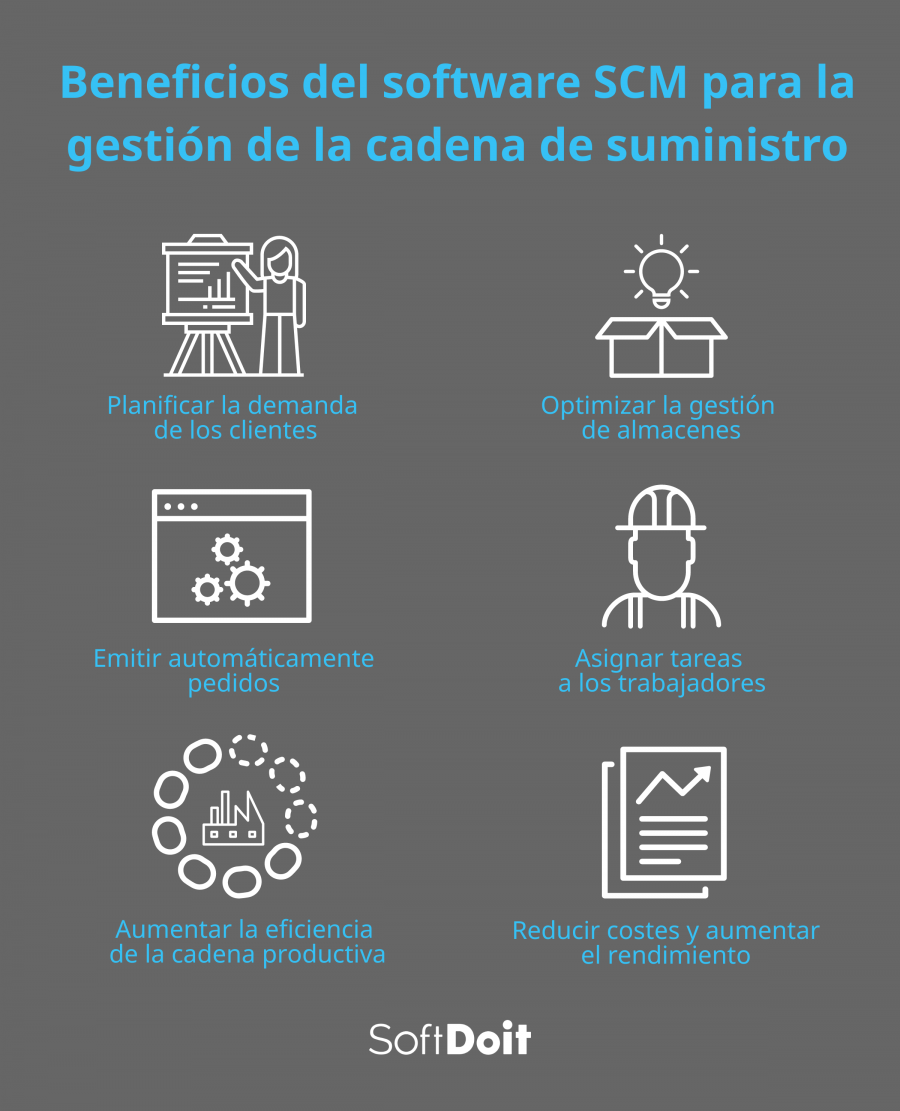 Beneficios del software SCM para la
gestión de la cadena de suministro
Planificar la demanda
de los clientes
Optimizar la gestión
de almacenes
Emitir automáticamente
pedidos
Asignar tareas
a los trabajadores
Aumentar la eficiencia
de la cadena productiva
Reducir costes y aumentar
el rendimiento
SoftDoit